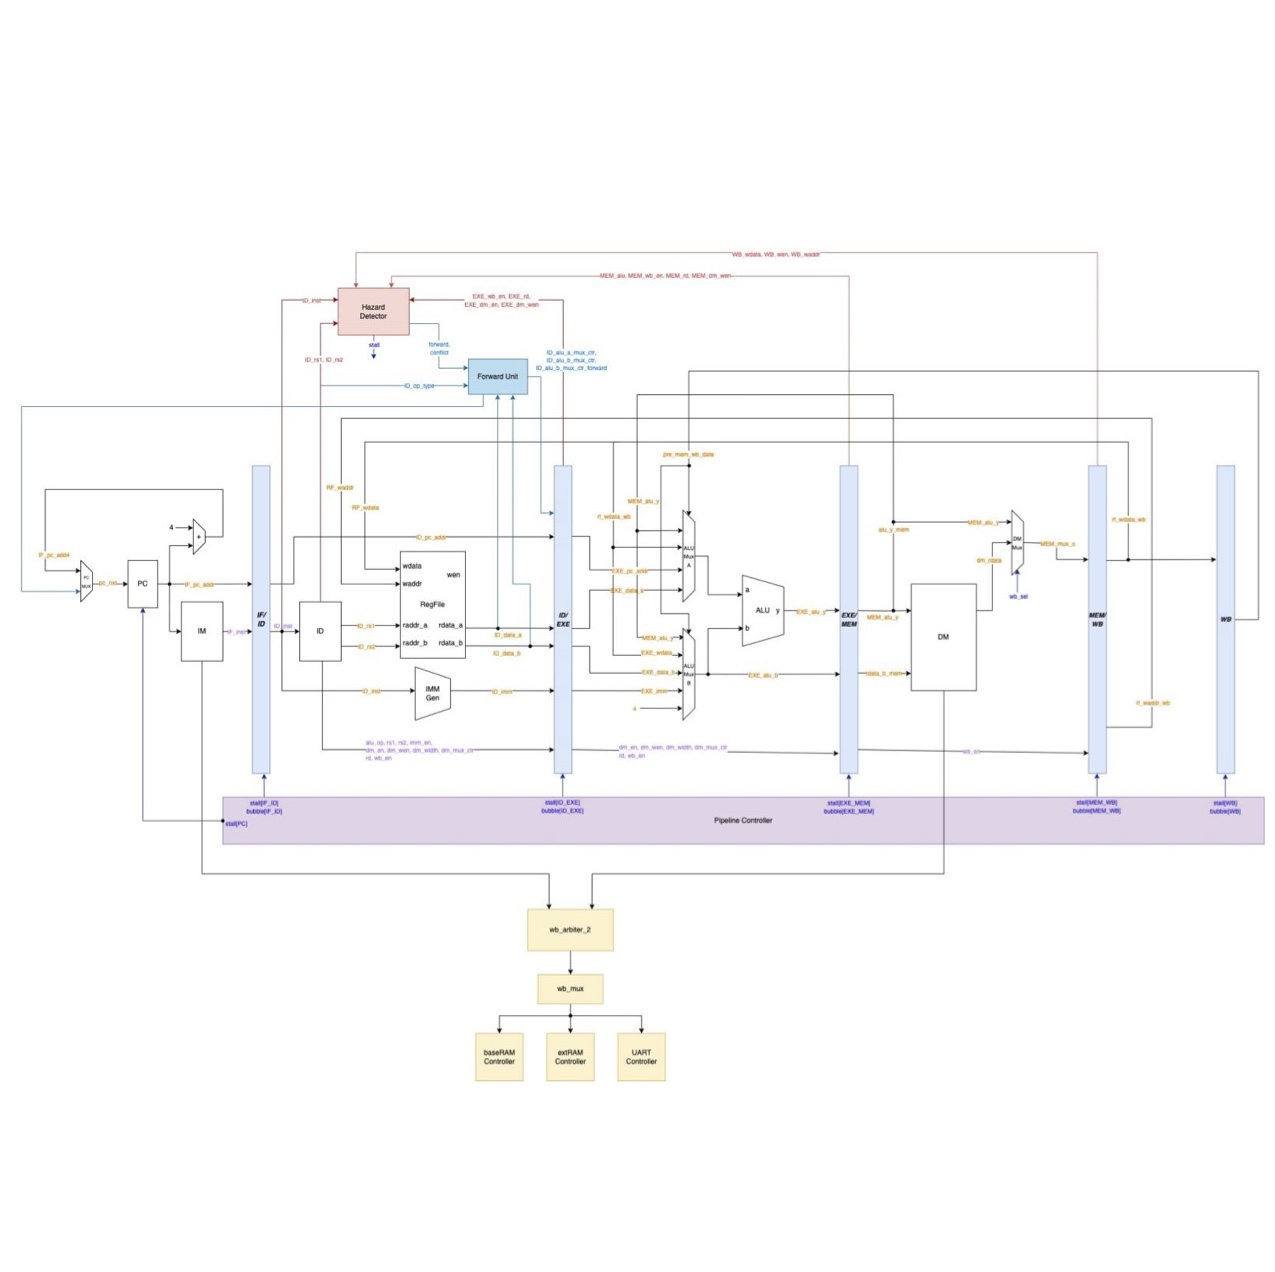 WB_wdata, WB_wen, WB_waddr
MEM_alu, MEM_wb_en, MEM_rd, MEM_dm_wen
ID_inst
Hazard
Detector
EXE_wb_en, EXE_rd,
EXE_dm_en, EXE_dm_wen
stall
forward,
conflict
ID_rs1, ID_rs2
ID_alu_a_mux_ctr,
ID_alu_b_mux_ctr,
ID_alu_b_mux_ctr_forward
Forward Unit
ID_op_type
pre_mem_wb_data
RF_waddr
RF_wdata
MEM_alu_y
rf_wdata_wb
rf_wdata_wb
4
+
ID_pc_addr
alu_y_mem
MEM_alu_y
DM
Mux
MEM_mux_o
IF_pc_add4
PC
MUX
pc_md
PC
IF_pc_addr
wdata
waddr
wen
RegFile
ALU
Mux
A
EXE_pc_addr
EXE_data_a
dm_rdata
wb_sel
a
ALU
y
b
EXE_alu_y
IF/
ID
ID/
EXE
EXE/
MEM
MEM_alu_y
MEM/
WB
WB
IM
IF_inst
ID_inst
ID
ID_rs1
ID_rs2
raddr_a
raddr_b
rdata_a
rdata_b
ID_data_a
ID_data_b
DM
MEM_alu_y
EXE_wdata
EXE_data_b
EXE_imm
4
ALU
Mux
B
EXE_alu_b
data_b_mem
ID_inst
IMM
Gen
ID_imm
rf_waddr_wb
alu_op, rs1, rs2, imm_en,
dm_en, dm_wen, dm_width, dm_mux_ctr
rd, wb_en
dm_en, dm_wen, dm_width, dm_mux_ctr
rd, wb_en
wb_en
stall[IF_ID]
bubble[IF_ID]
stall[ID_EXE]
bubble[ID_EXE]
stall[EXE_MEM]
bubble[EXE_MEM]
stall[MEM_WB]
bubble[MEM_WB]
stall[WB]
bubble[WB]
stall[PC]
Pipeline Controller
wb_arbiter_2
wb_mux
baseRAM
Controller
extRAM
Controller
UART
Controller